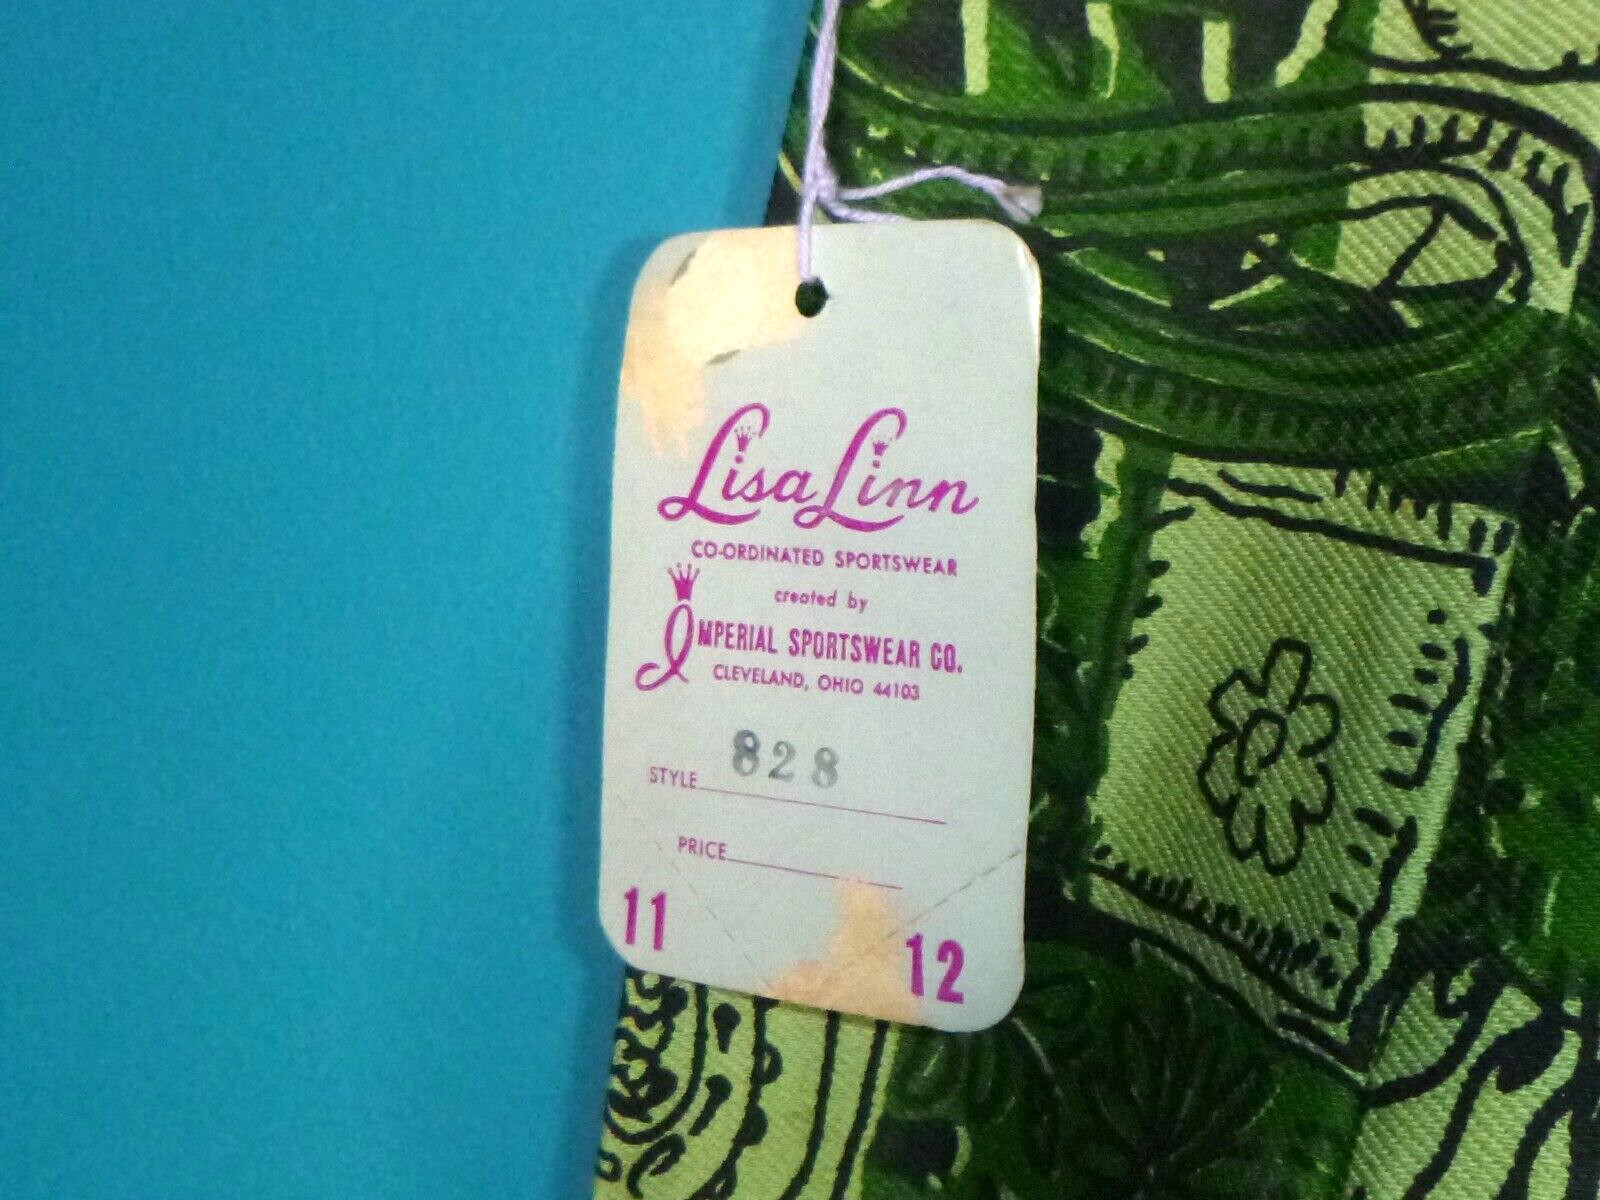 Lisa Linn
CO-ORDINATED SPORTSWEAR
created by
IMPERIAL SPORTSWEAR CO.
CLEVELAND, OHIO 44103
STYLE 828
PRICE
11 12